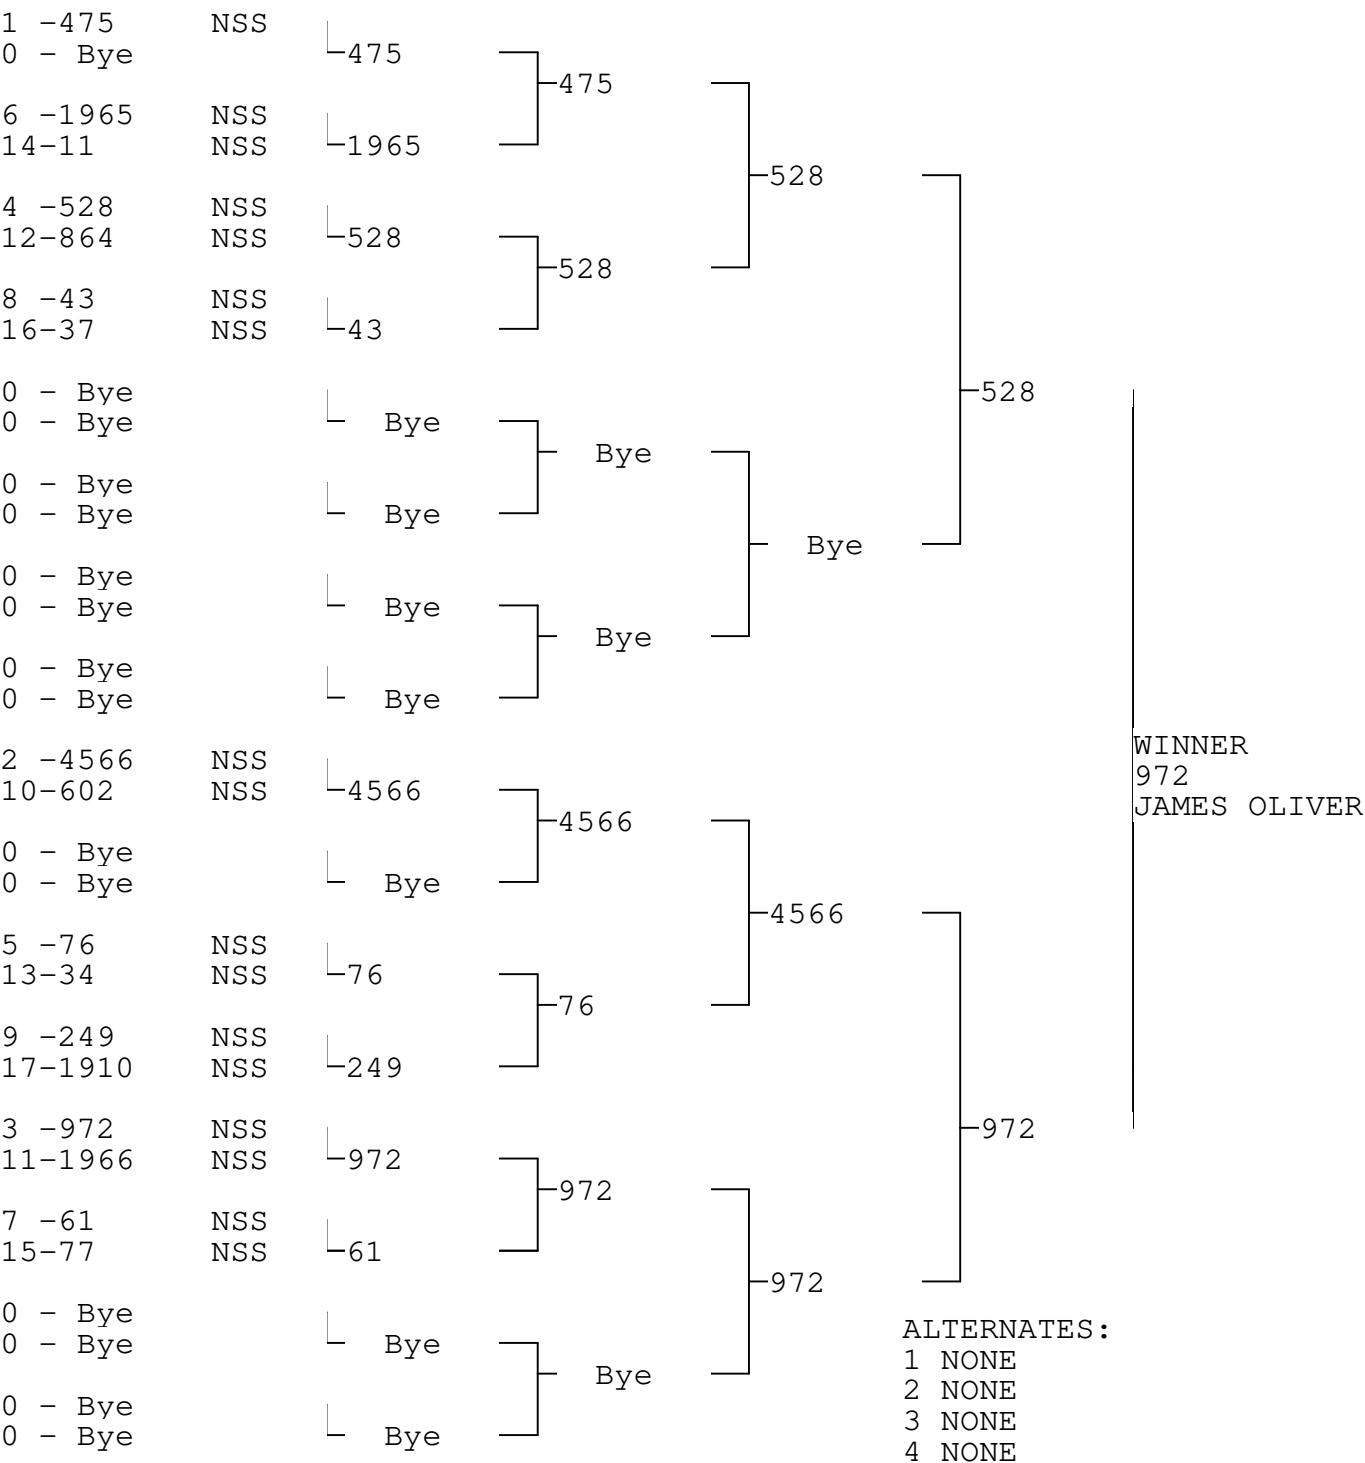 1 -475 NSS
0 - Bye 475
475
6 -1965 NSS
14-11 NSS 1965
528
4 -528 NSS
12-864 NSS 528
528
8 -43 NSS
16-37 NSS 43
0 - Bye 528
0 - Bye Bye
Bye
0 - Bye
0 - Bye Bye
Bye
0 - Bye
0 - Bye Bye
Bye
0 - Bye
0 - Bye Bye
WINNER
2 -4566 NSS
972
10-602 NSS 4566
JAMES OLIVER
4566
0 - Bye
0 - Bye Bye
4566
5 -76 NSS
13-34 NSS 76
76
9 -249 NSS
17-1910 NSS 249
3 -972 NSS 972
11-1966 NSS 972
972
7 -61 NSS
15-77 NSS 61
972
0 - Bye
ALTERNATES:
0 - Bye Bye
1 NONE
Bye
2 NONE
0 - Bye
3 NONE
0 - Bye Bye
4 NONE